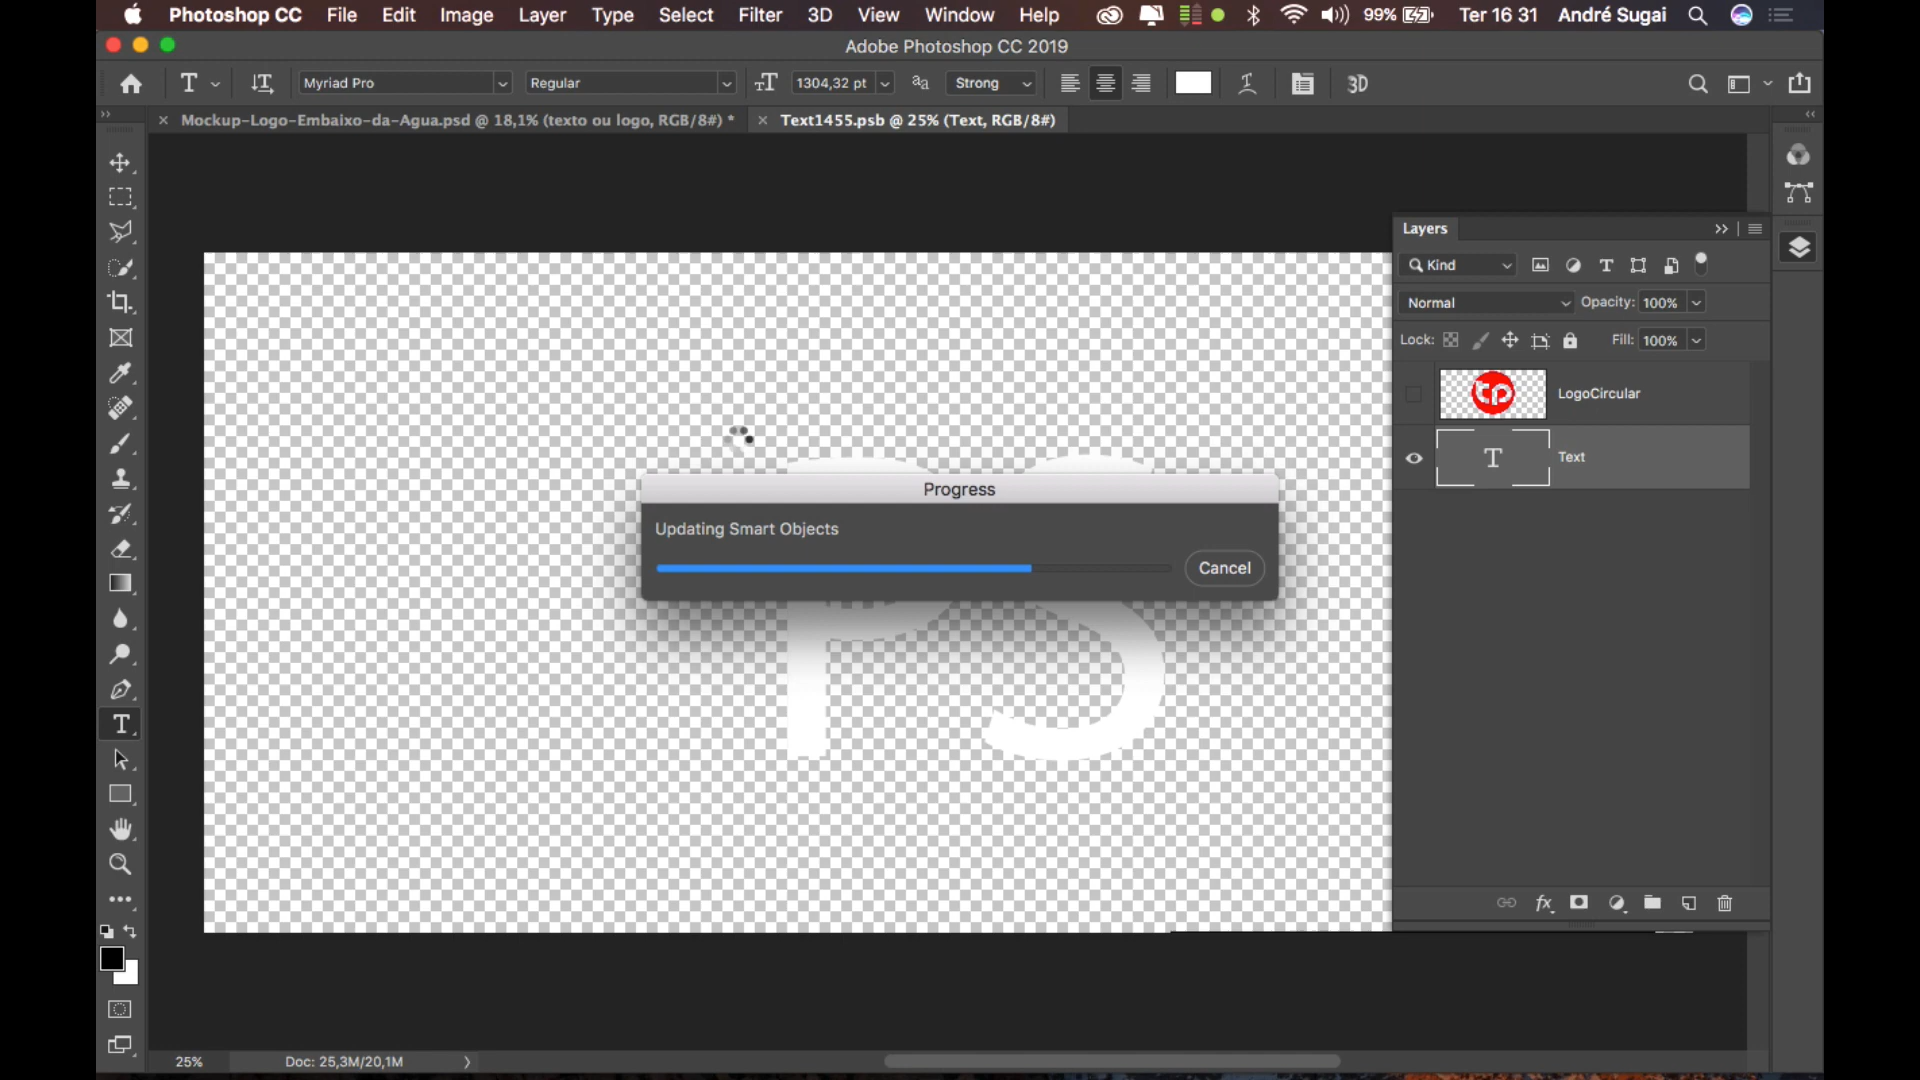 Photoshop CC File Edit Image Layer Type Select Filter 3D View Window Help 99% Ter 16 31 André Sugai
Adobe Photoshop CC 2019
T Myriad Pro Regular 1304,32 pt Strong 3D
Mockup-Logo-Embaixo-da-Agua.psd @ 18,1% (texto ou logo, RGB/8#) * Text1455.psb @ 25% (Text, RGB/8#)
Layers
Kind
Normal Opacity: 100%
Lock: Fill: 100%
tp LogoCircular
T Text
Progress
Updating Smart Objects
Cancel
PS
25% Doc: 25,3M/20,1M